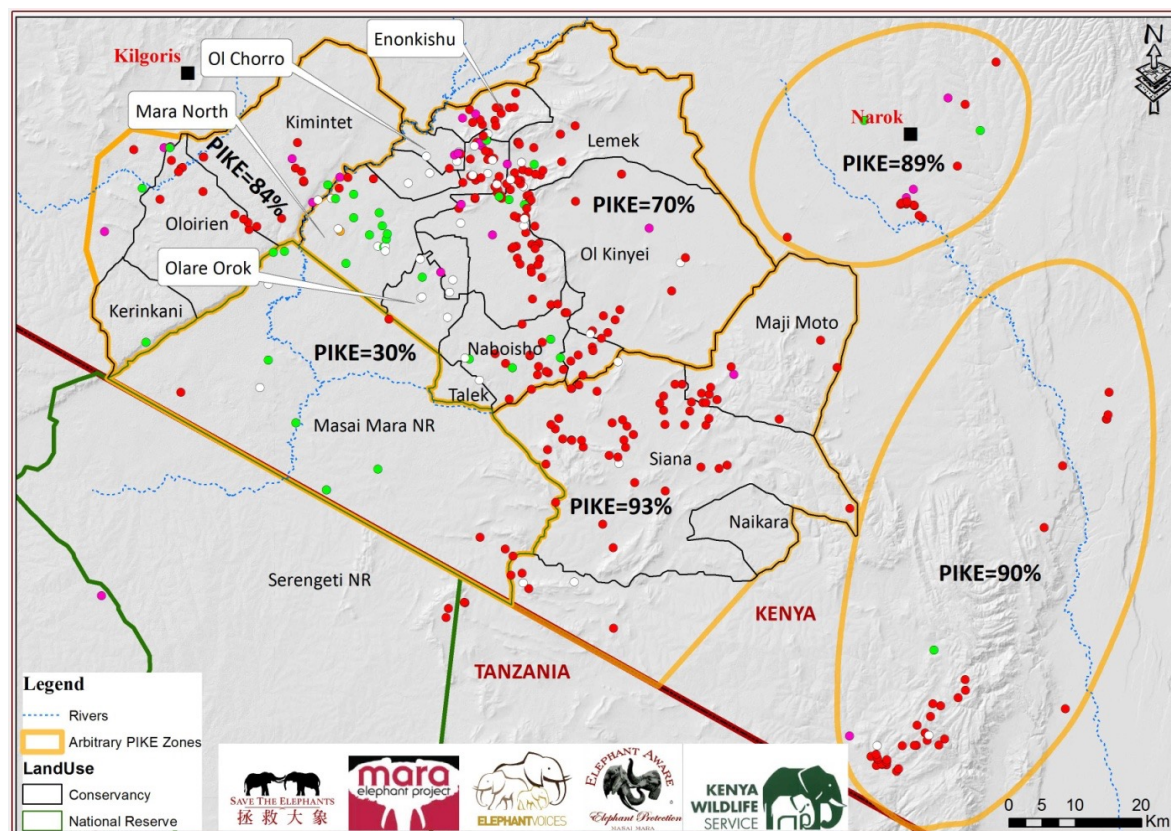 Kilgoris
Ol Chorro
Enonkishu
N
Mara North
Kimintet
Lemek
Narok
PIKE=84%
PIKE=89%
PIKE=70%
Oloirien
Ol Kinyei
Olare Orok
Kerinkani
Maji Moto
PIKE=30%
Naboisho
Talek
Masai Mara NR
Siana
PIKE=93%
Naikara
Serengeti NR
PIKE=90%
KENYA
TANZANIA
Legend
Rivers
Arbitrary PIKE Zones
LandUse
Conservancy
National Reserve
SAVE THE ELEPHANTS
拯救大象
mara
elephant project
ELEPHANTVOICES
ELEPHANT AWARE
Elephant Protection
MASAI MARA
KENYA
WILDLIFE
SERVICE
0 5 10 20
Km